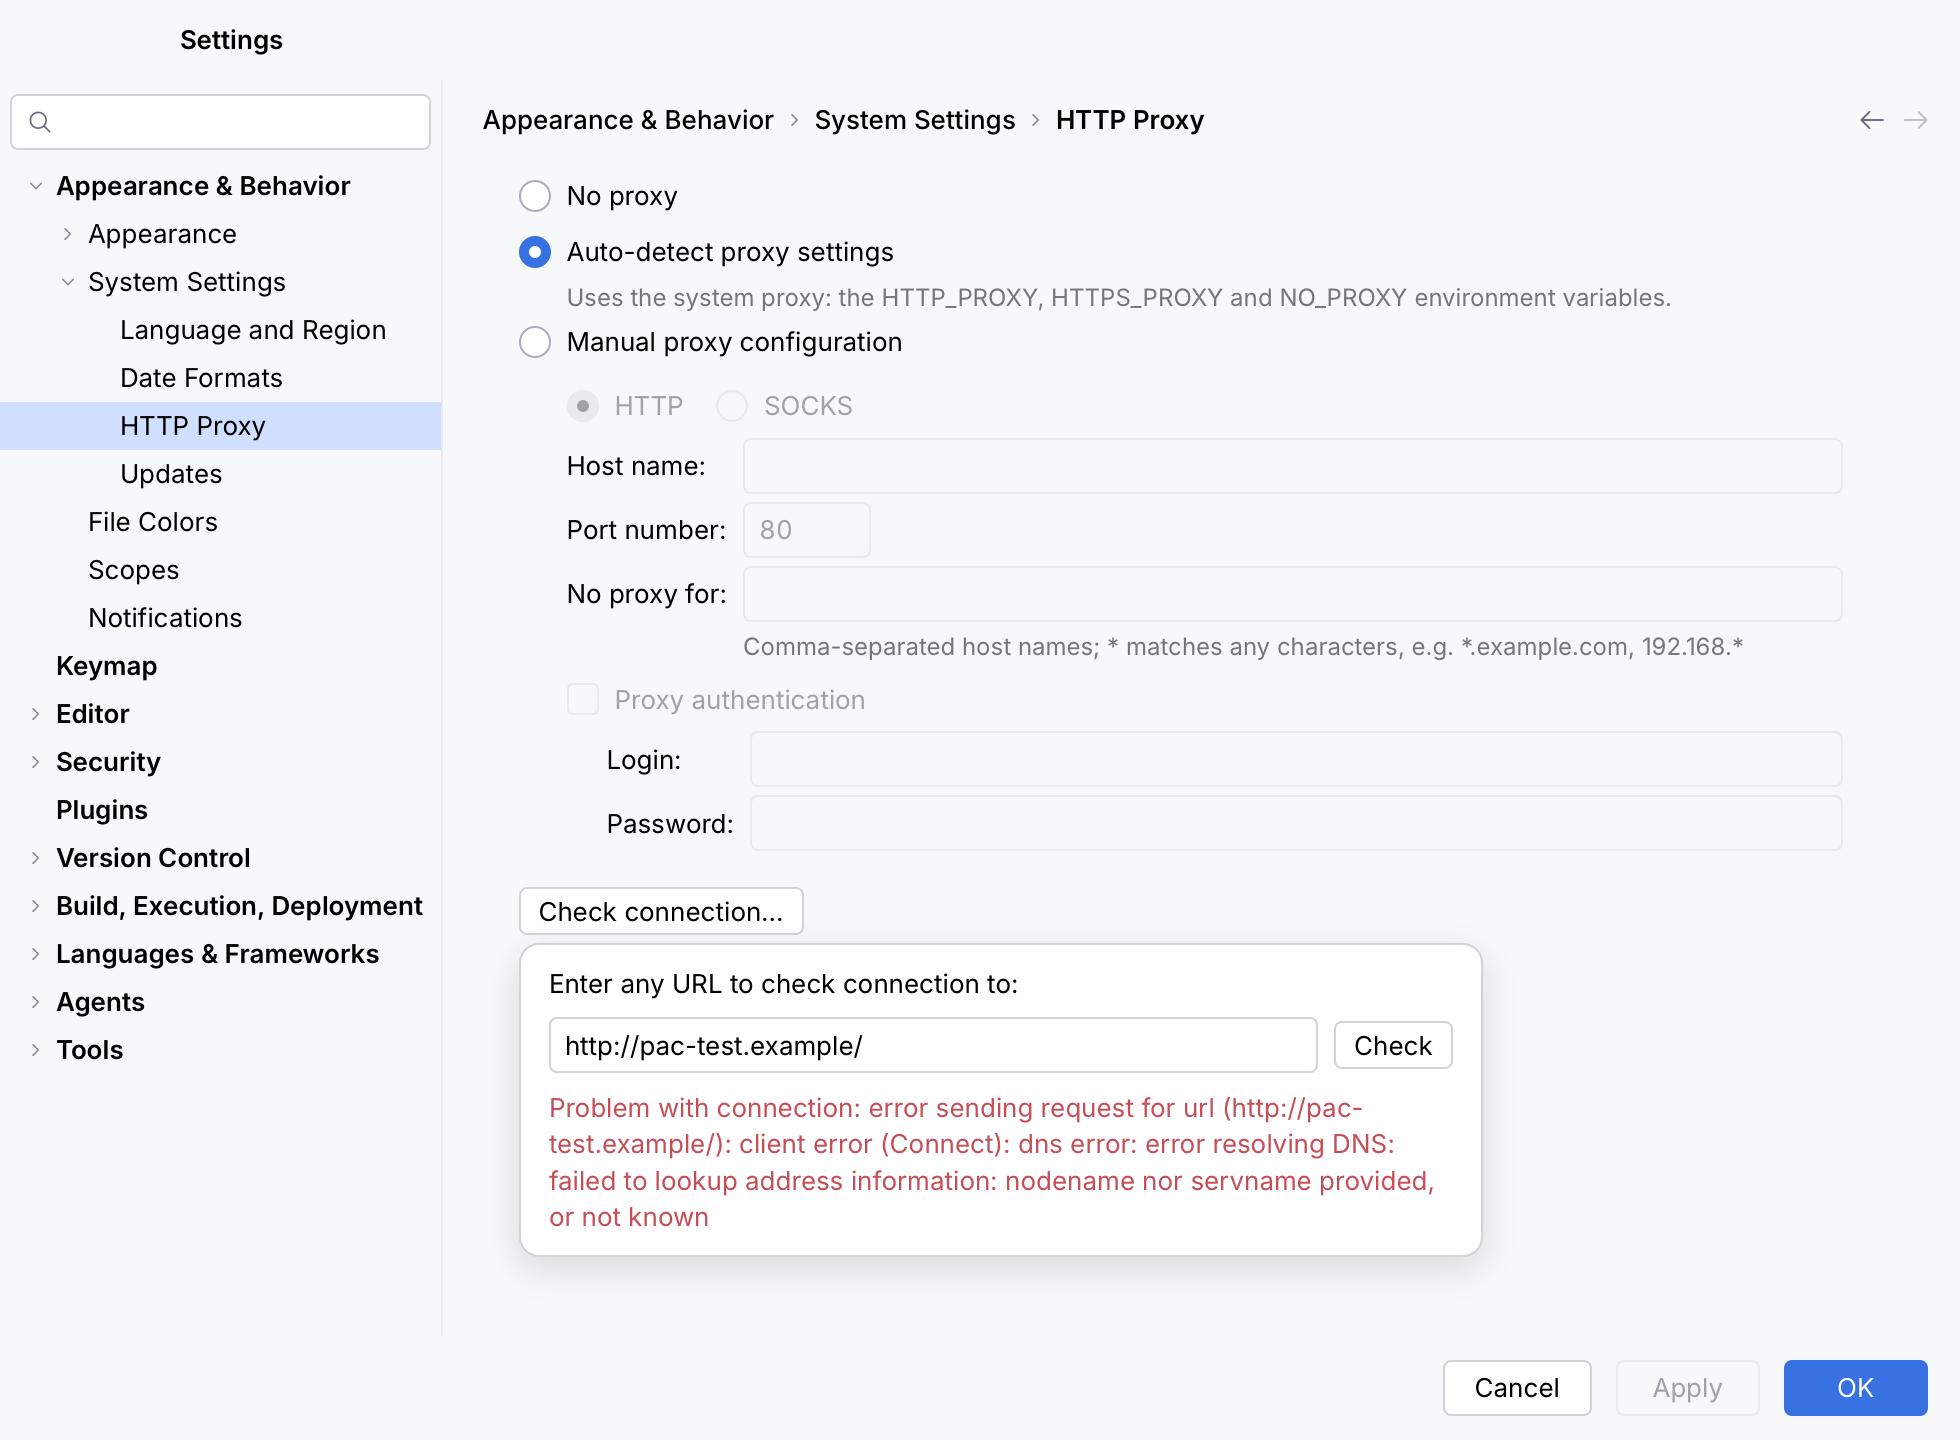 Settings
Appearance & Behavior
Appearance
System Settings
Language and Region
Date Formats
HTTP Proxy
Updates
File Colors
Scopes
Notifications
Keymap
Editor
Security
Plugins
Version Control
Build, Execution, Deployment
Languages & Frameworks
Agents
Tools
Appearance & Behavior › System Settings › HTTP Proxy
No proxy
Auto-detect proxy settings
Uses the system proxy: the HTTP_PROXY, HTTPS_PROXY and NO_PROXY environment variables.
Manual proxy configuration
HTTP SOCKS
Host name:
Port number: 80
No proxy for:
Comma-separated host names; * matches any characters, e.g. *.example.com, 192.168.*
Proxy authentication
Login:
Password:
Check connection...
Enter any URL to check connection to:
http://pac-test.example/ Check
Problem with connection: error sending request for url (http://pac-
test.example/): client error (Connect): dns error: error resolving DNS:
failed to lookup address information: nodename nor servname provided,
or not known
Cancel Apply OK